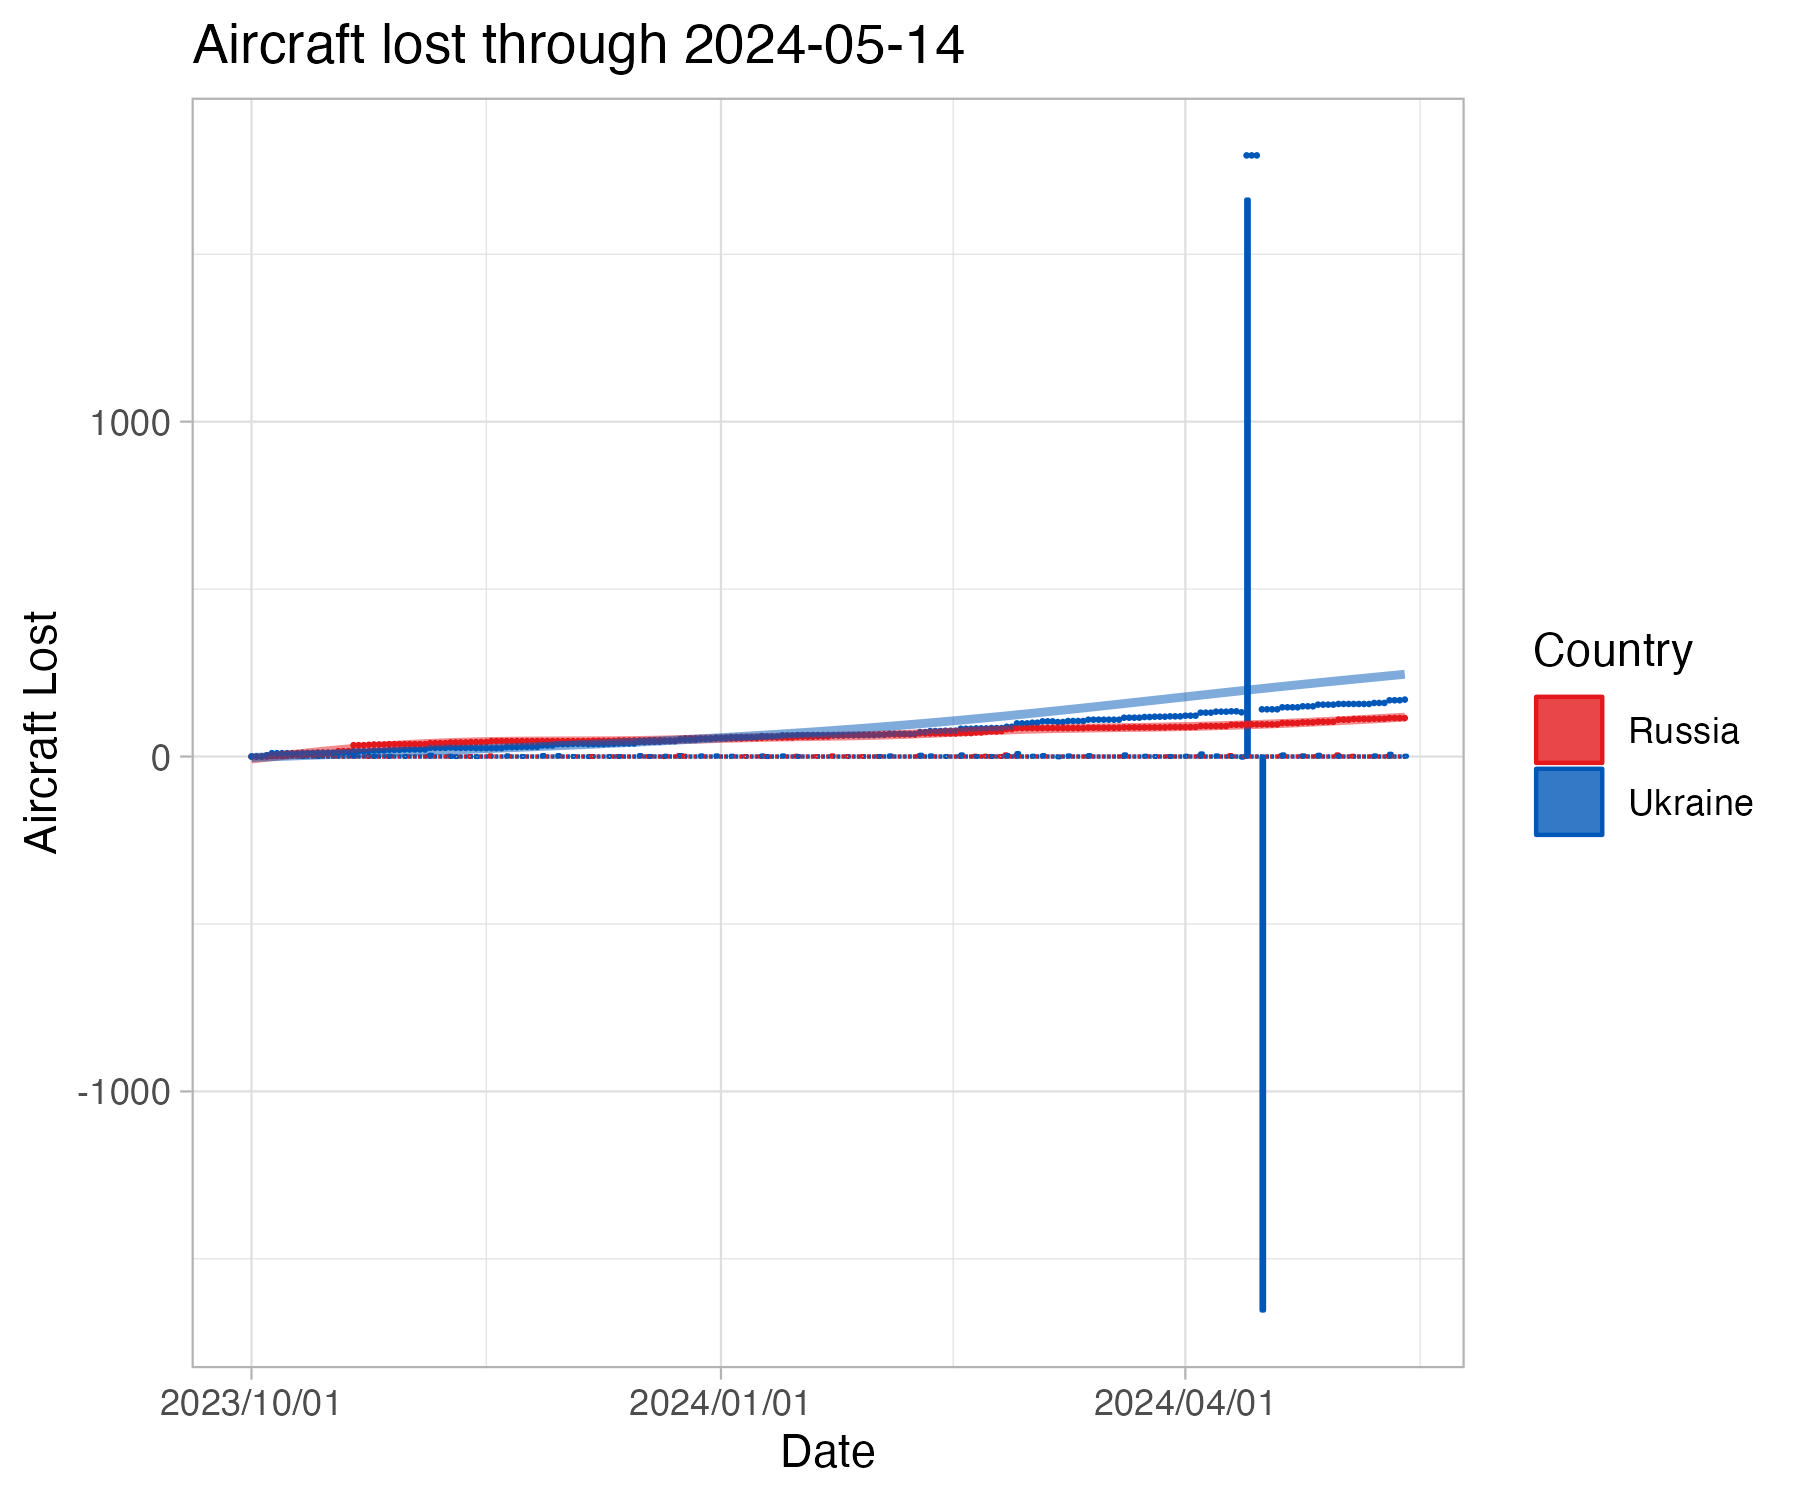 Aircraft lost through 2024-05-14
Aircraft Lost
1000
0
-1000
2023/10/01
2024/01/01
2024/04/01
Date
Country
Russia
Ukraine